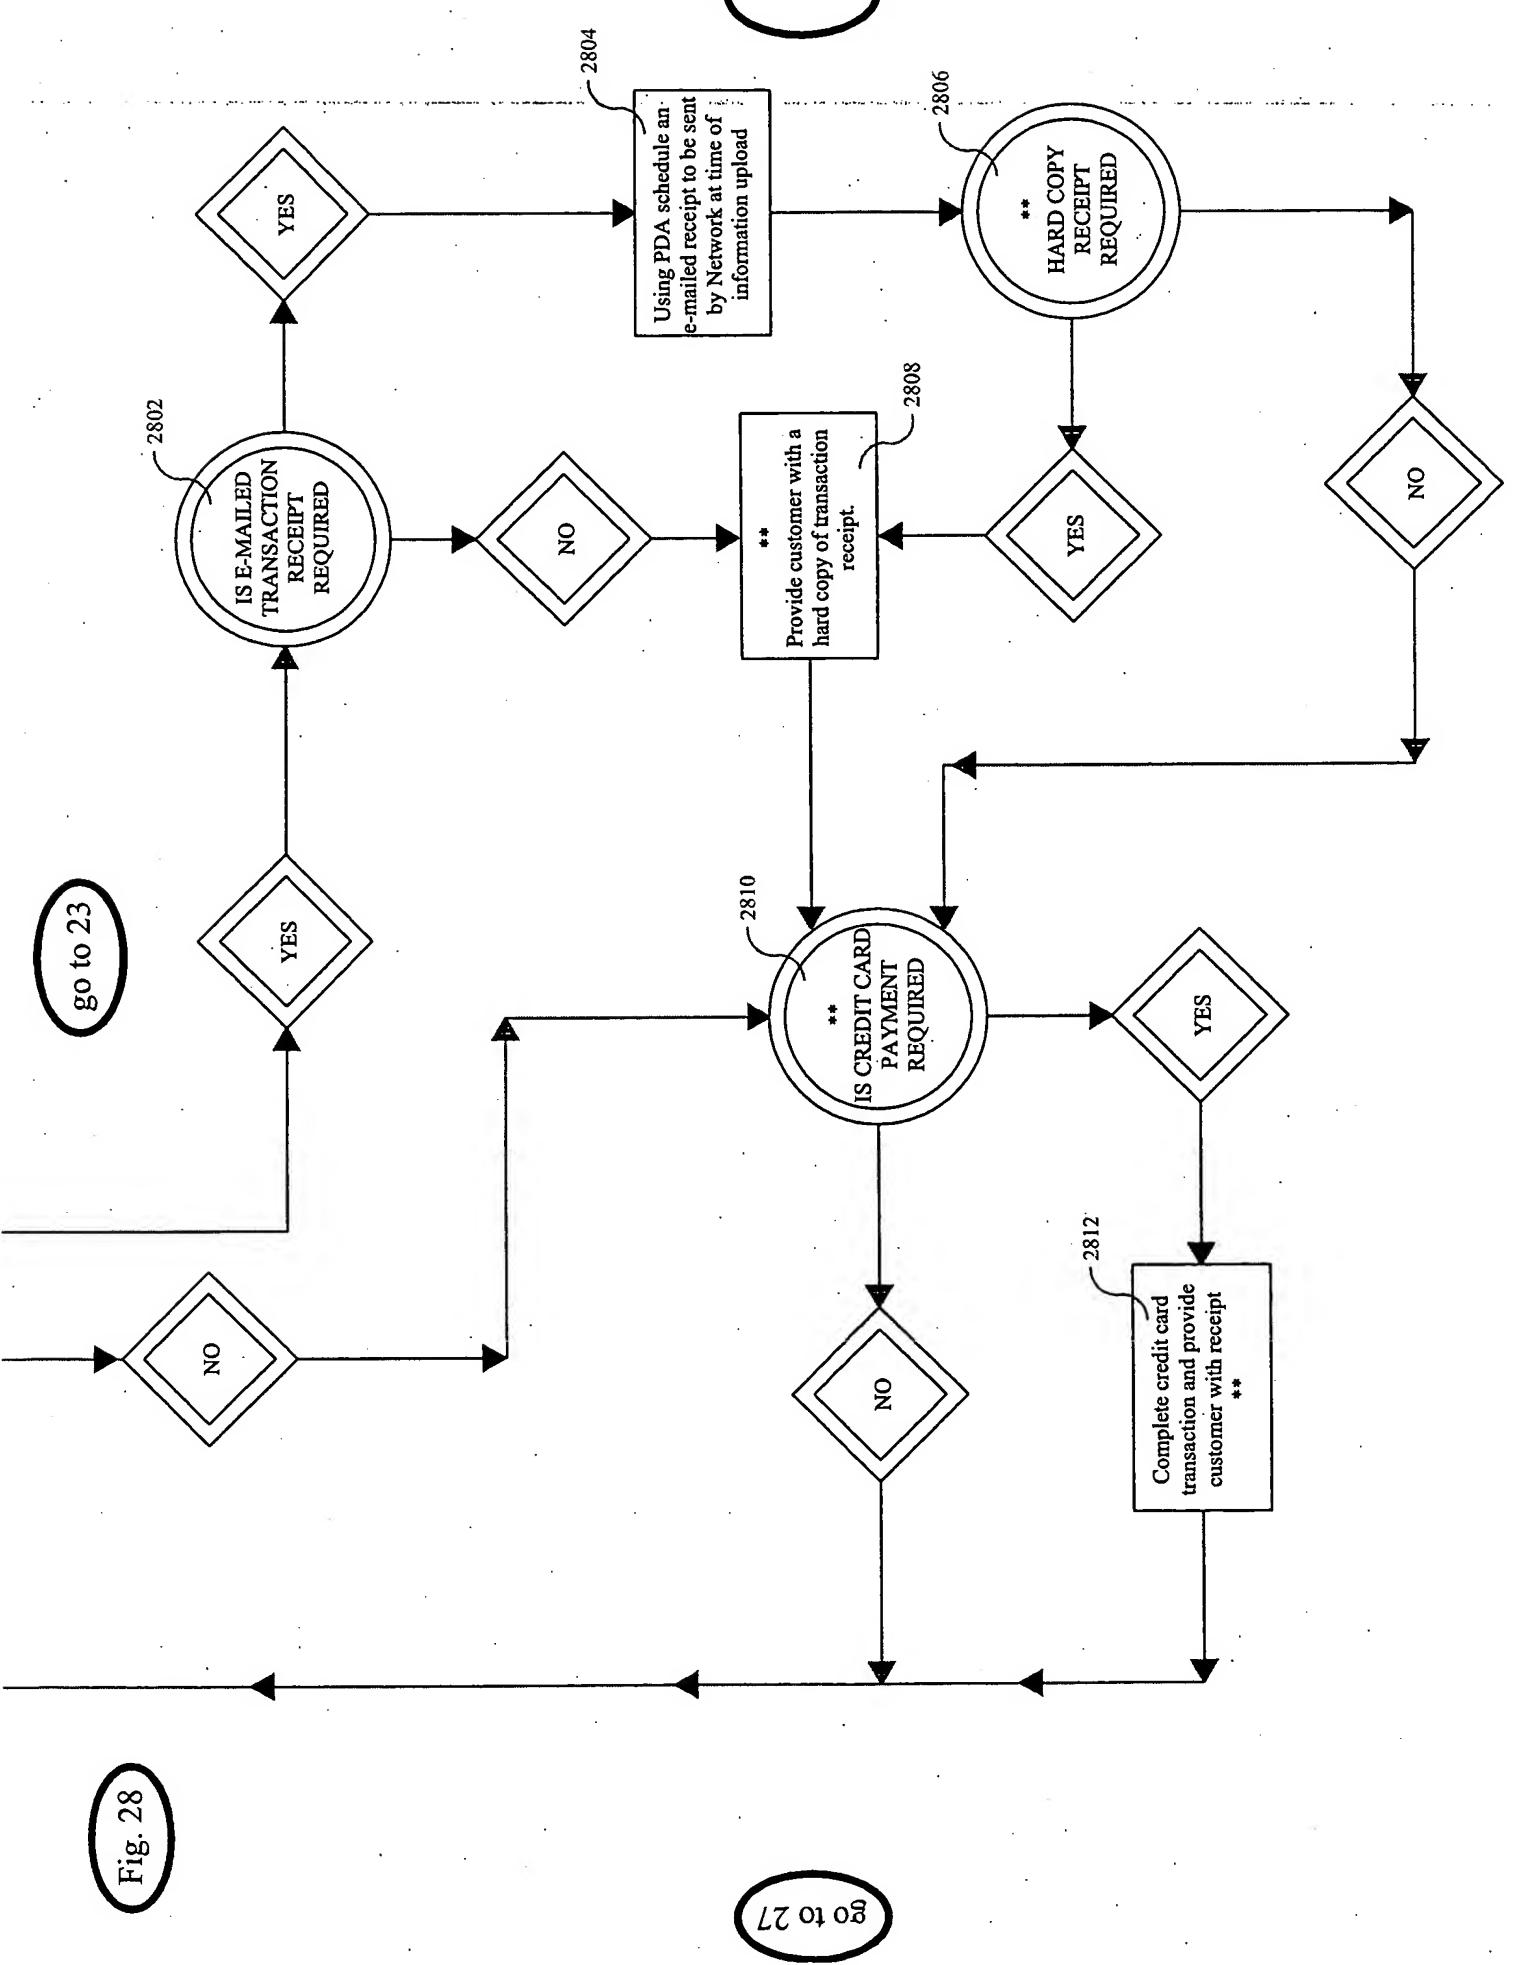 Fig. 28
go to 23
go to 27
NO
YES
2802
IS E-MAILED
TRANSACTION
RECEIPT
REQUIRED
YES
NO
2804
Using PDA schedule an
e-mailed receipt to be sent
by Network at time of
information upload
2808
**
Provide customer with a
hard copy of transaction
receipt.
2806
**
HARD COPY
RECEIPT
REQUIRED
YES
NO
2810
**
IS CREDIT CARD
PAYMENT
REQUIRED
NO
YES
2812
Complete credit card
transaction and provide
customer with receipt
**